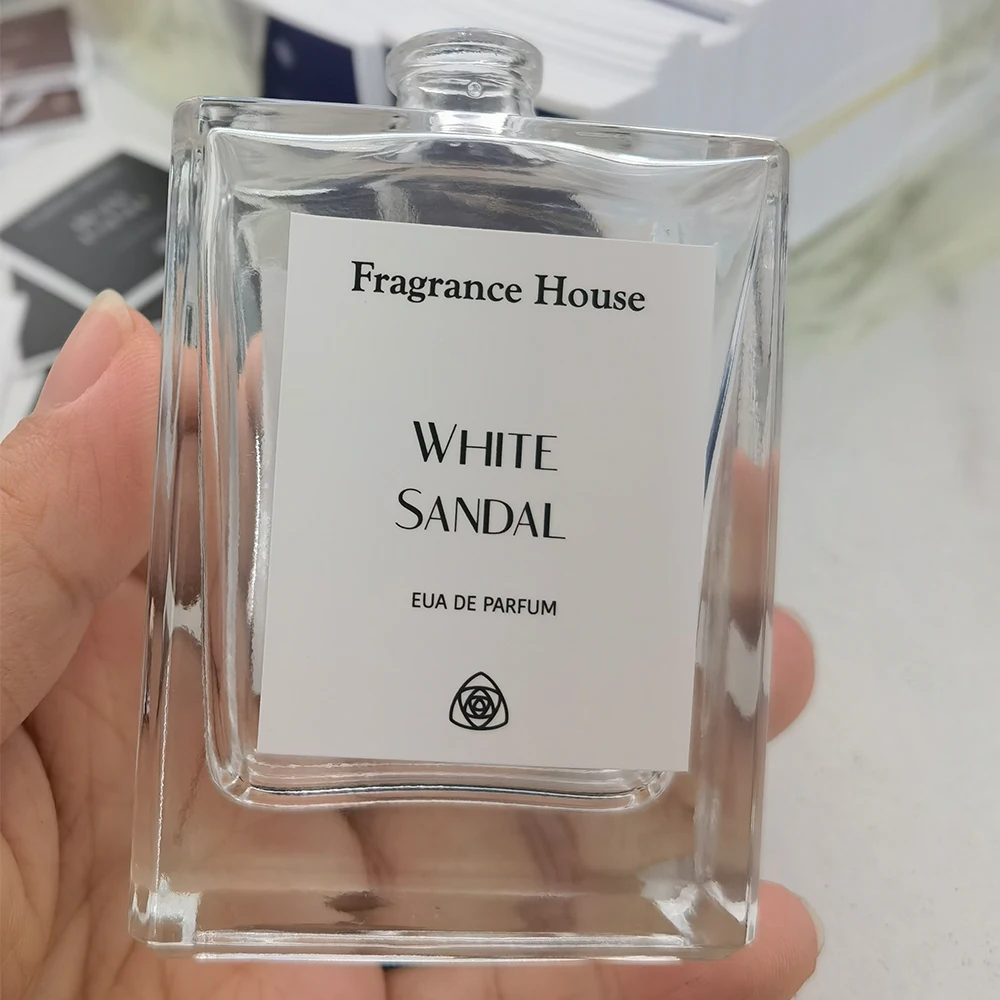 Fragrance House
WHITE
SANDAL
EUA DE PARFUM